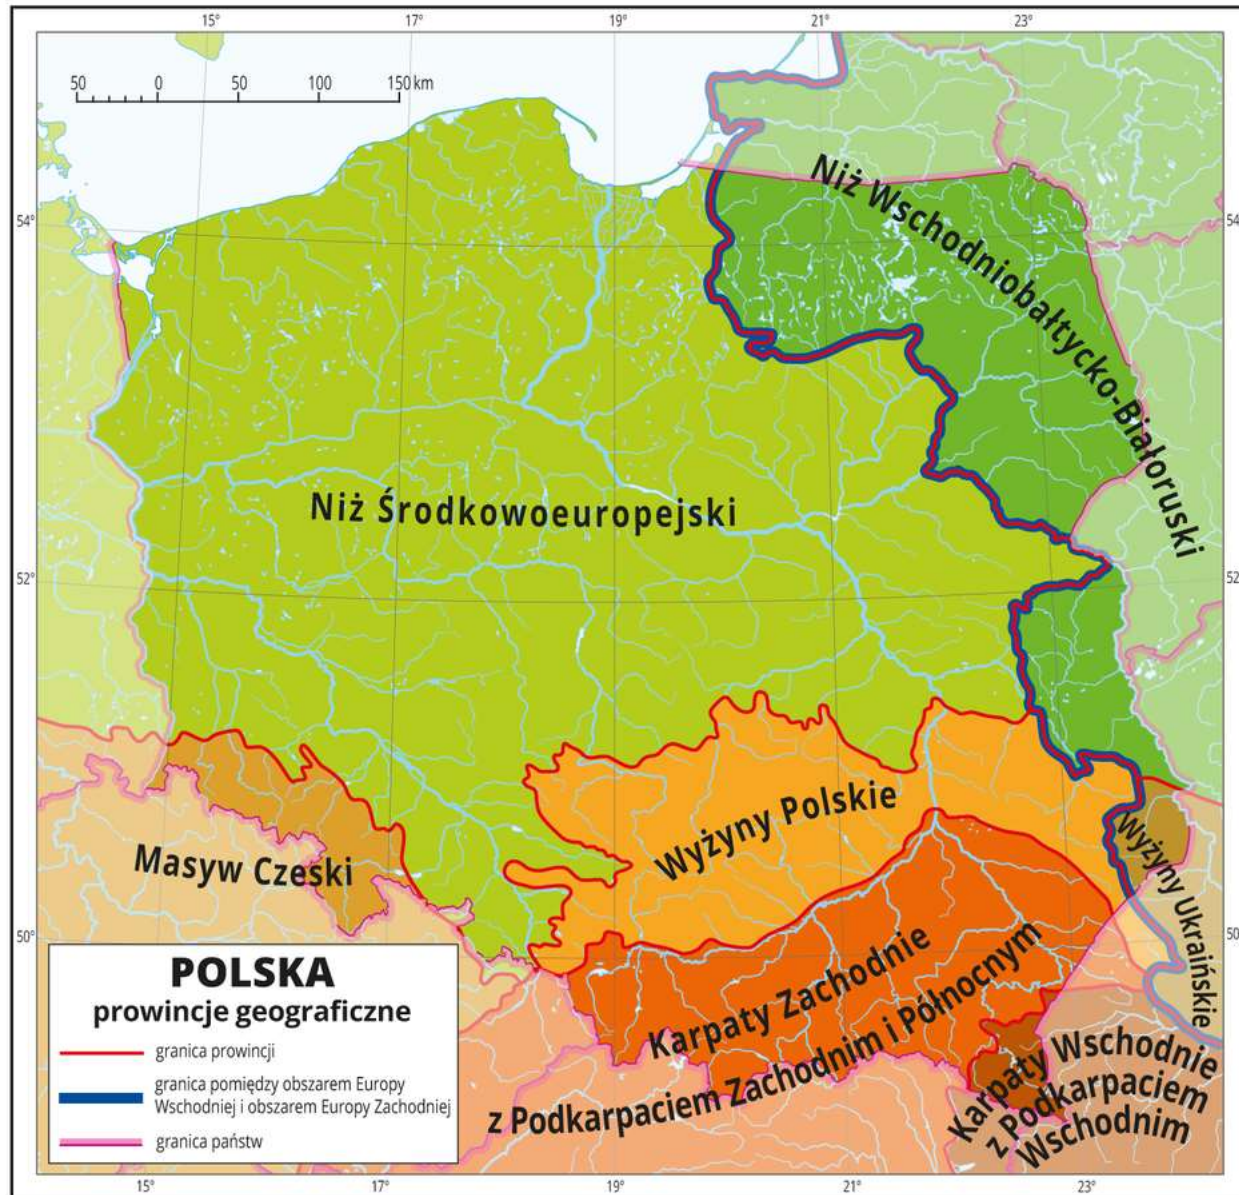 15°
17°
19°
21°
23°
50 0 50 100 150 km
54°
54
52°
52
50°
50
Niż Wschodniobałtycko-Białoruski
Niż Środkowoeuropejski
Wyżyny Polskie
Masyw Czeski
Wyżyny Ukraińskie
Karpaty Zachodnie
z Podkarpaciem Zachodnim i Północnym
Karpaty Wschodnie
z Podkarpaciem
Wschodnim
POLSKA
prowincje geograficzne
granica prowincji
granica pomiędzy obszarem Europy
Wschodniej i obszarem Europy Zachodniej
granica państw
15°
17°
19°
21°
23°